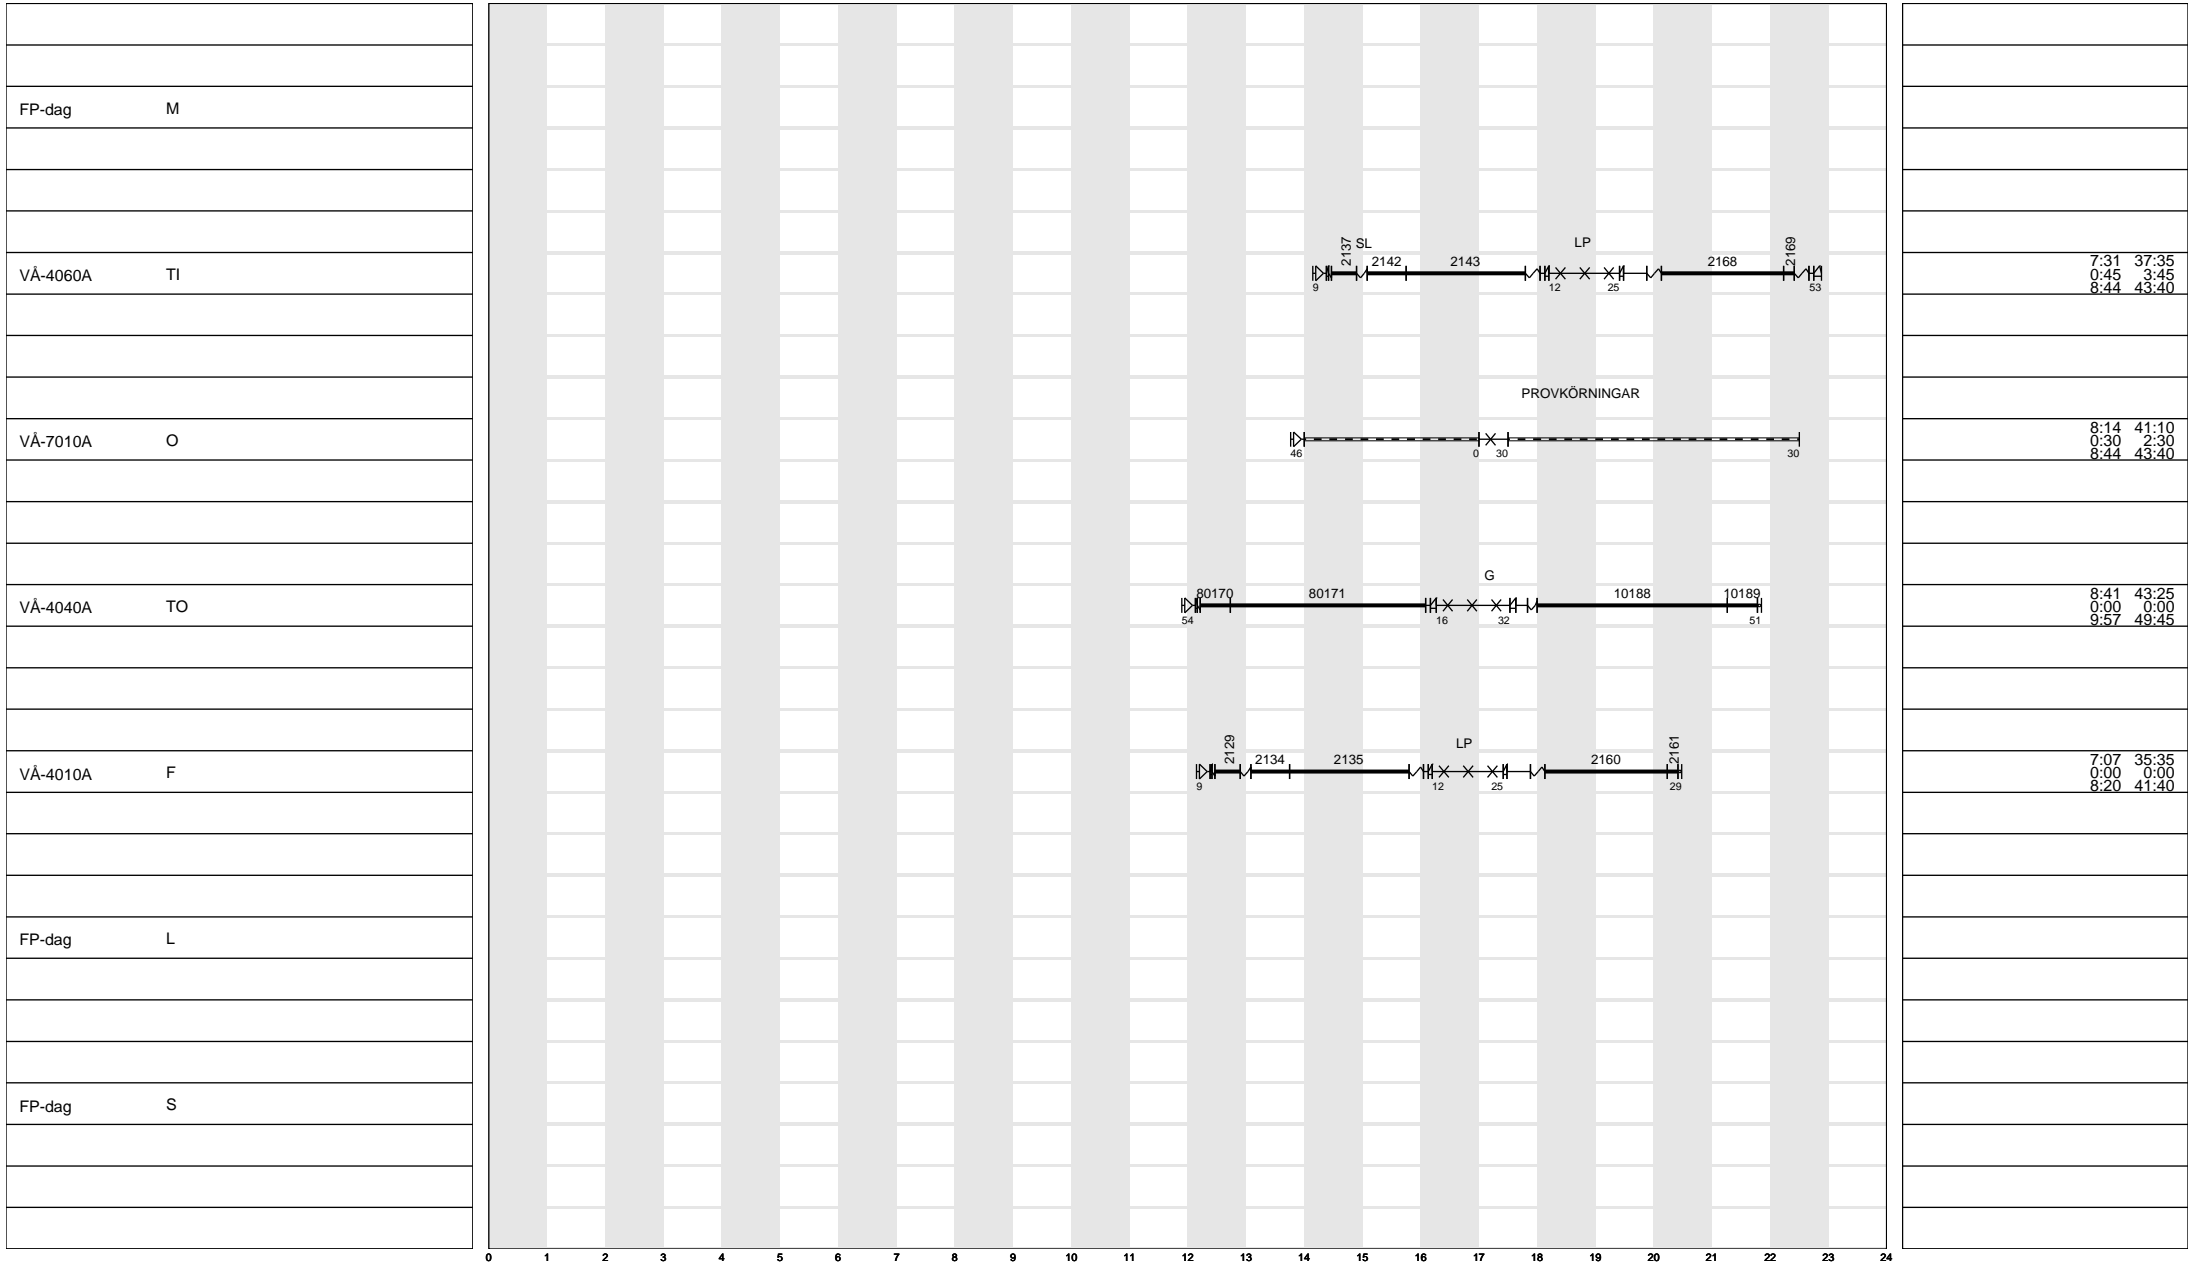 FP-dag M
2137 SL LP 2169
2142 2143 2168
VÅ-4060A TI 7:31 37:35
0:45 3:45
9 12 25 53 8:44 43:40
PROVKÖRNINGAR
VÅ-7010A O 8:14 41:10
0:30 2:30
46 0 30 30 8:44 43:40
G
80170 80171 10188 10189
VÅ-4040A TO 8:41 43:25
0:00 0:00
54 16 32 51 9:57 49:45
2129 LP 2161
2134 2135 2160
VÅ-4010A F 7:07 35:35
0:00 0:00
9 12 25 29 8:20 41:40
FP-dag L
FP-dag S
0 1 2 3 4 5 6 7 8 9 10 11 12 13 14 15 16 17 18 19 20 21 22 23 24